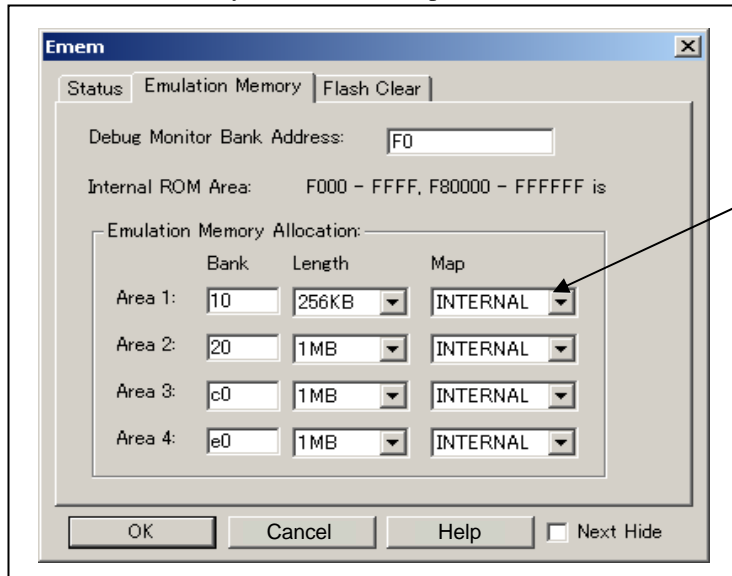 Emem
Status Emulation Memory Flash Clear
Debug Monitor Bank Address: F0
Internal ROM Area: F000 - FFFF, F80000 - FFFFFF is
Emulation Memory Allocation:
Bank Length Map
Area 1: 10 256KB INTERNAL
Area 2: 20 1MB INTERNAL
Area 3: c0 1MB INTERNAL
Area 4: e0 1MB INTERNAL
OK Cancel Help Next Hide